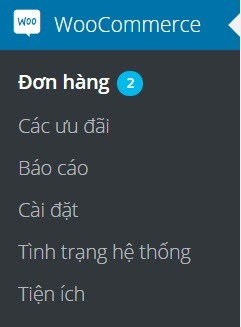 Woo WooCommerce
Đơn hàng 2
Các ưu đãi
Báo cáo
Cài đặt
Tình trạng hệ thống
Tiện ích